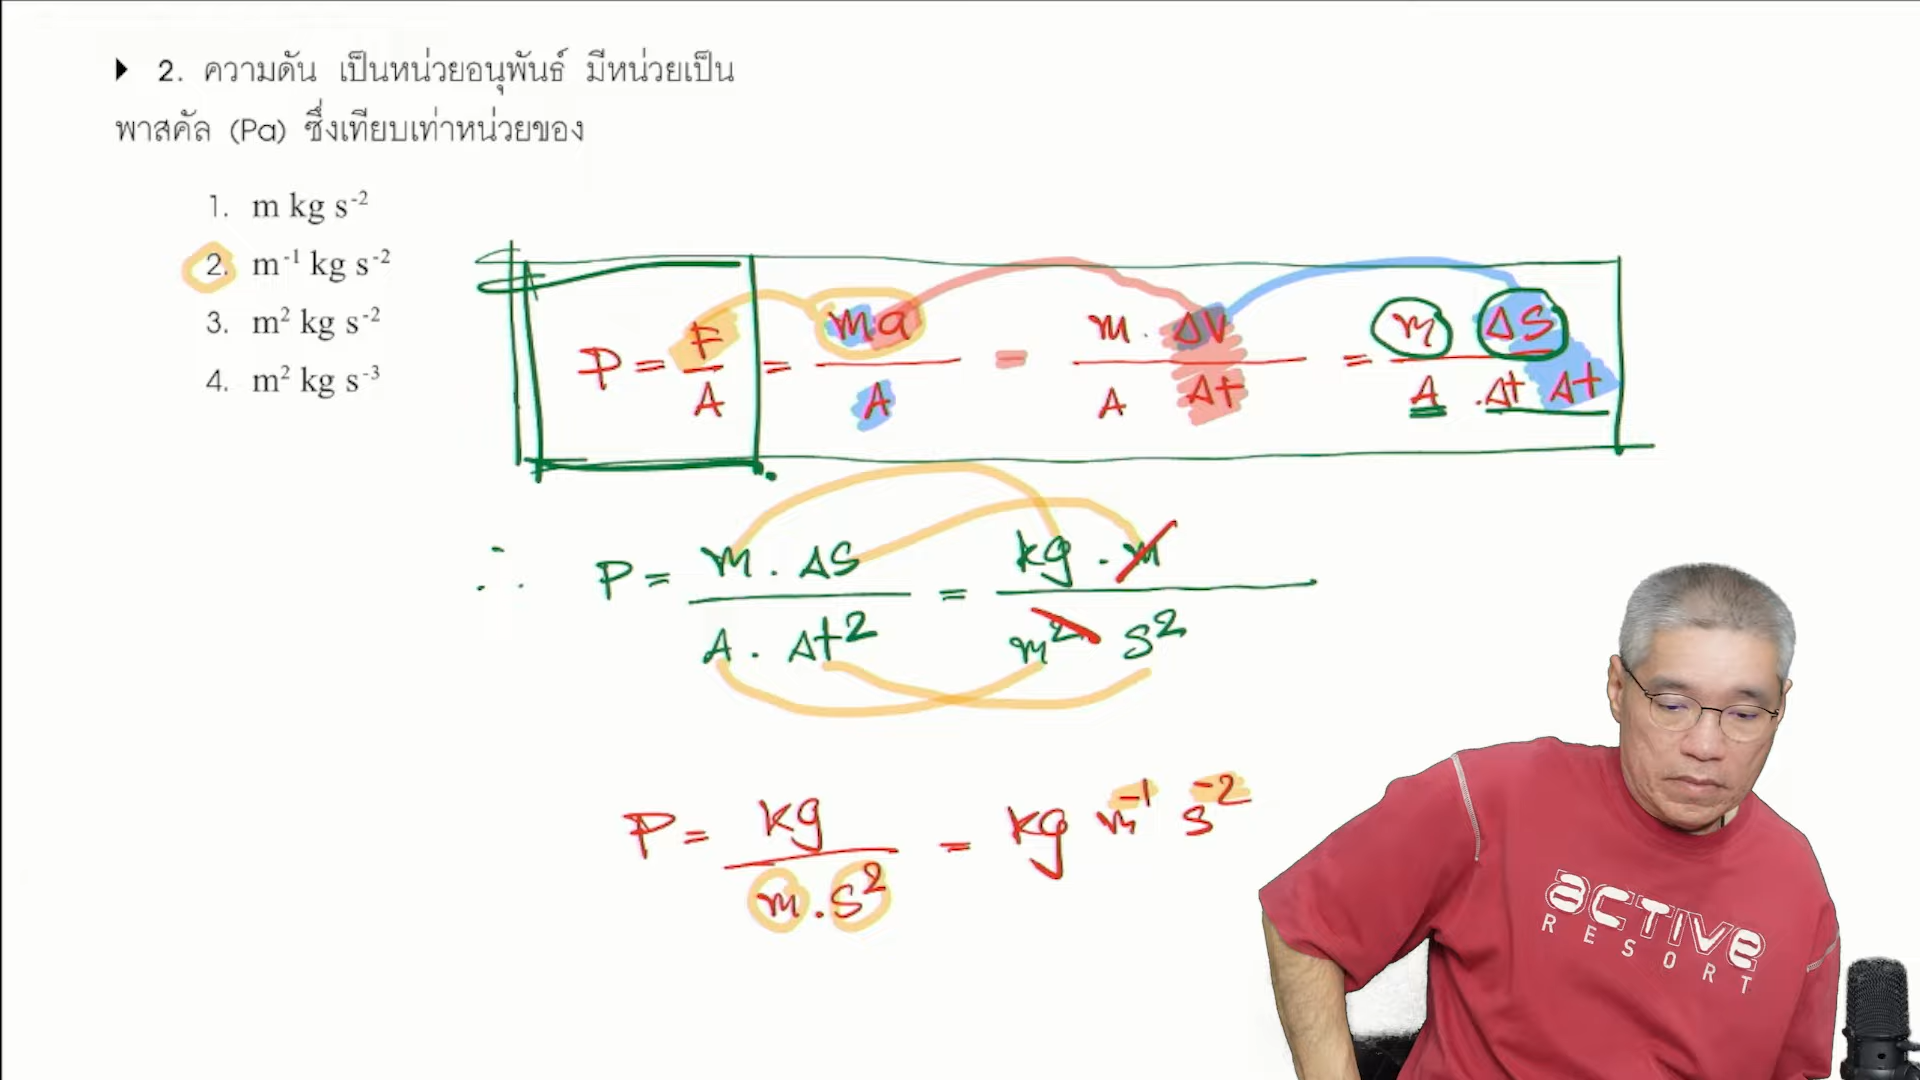 2. ความดัน เป็นหน่วยอนุพันธ์ มีหน่วยเป็น
พาสคัล (Pa) ซึ่งเทียบเท่าหน่วยของ
1. m kg s⁻²
2. m⁻¹ kg s⁻²
3. m² kg s⁻²
4. m² kg s⁻³
P = F/A = ma/A = m · ΔV / A Δt = m ΔS / A · Δt Δt
∴ P = m · ΔS / A · Δt² = kg · m / m² s²
P = kg / m · s² = kg m⁻¹ s⁻²
ACTIVE
RESORT